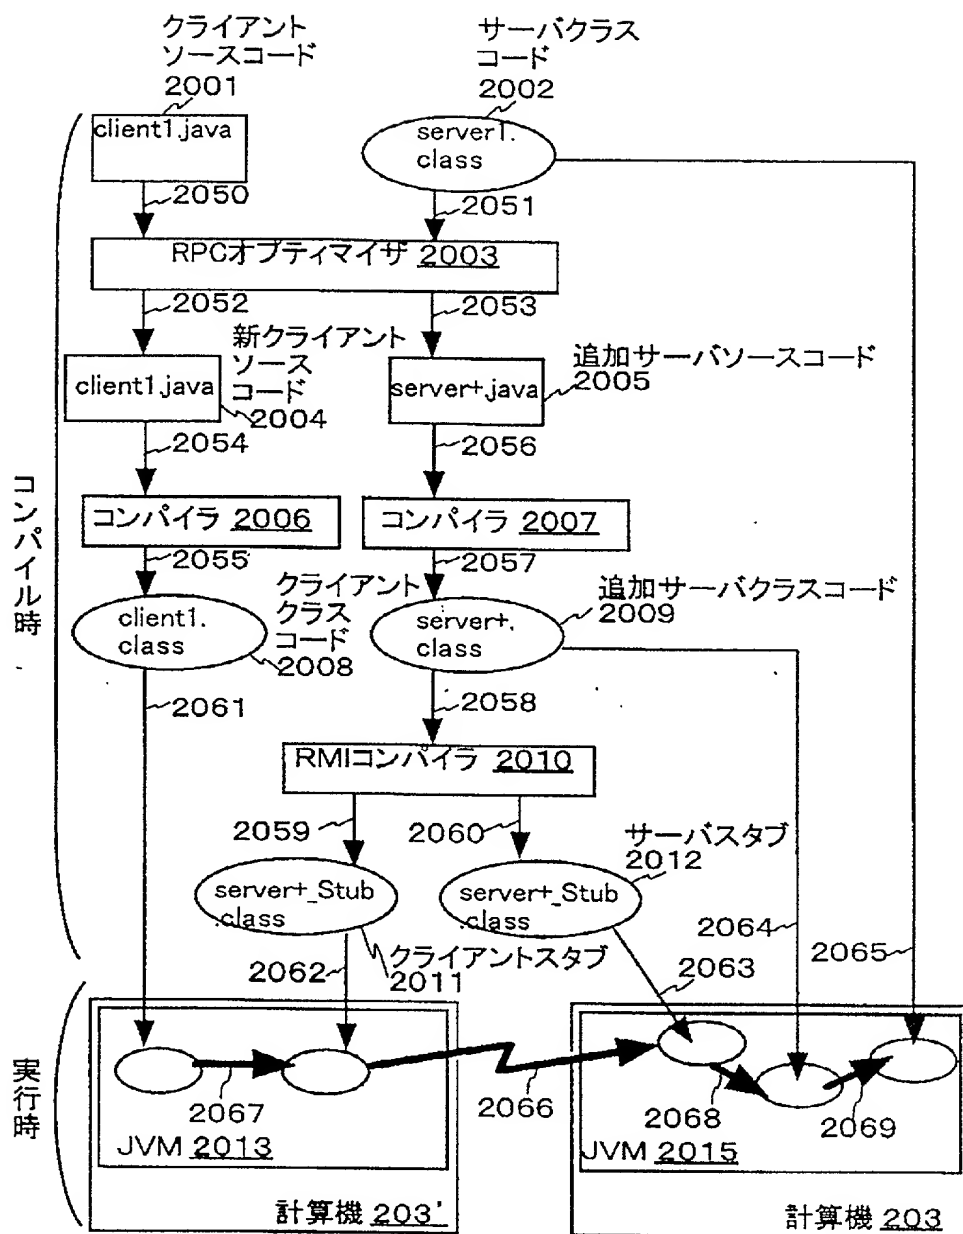 クライアント
ソースコード
2001
サーバクラス
コード
2002
client1.java
server1.
class
2050
2051
RPCオプティマイザ 2003
2052
2053
新クライアント
ソース
コード
2004
client1.java
server+.java
追加サーバソースコード
2005
2054
2056
コンパイラ 2006
コンパイラ 2007
2055
2057
クライアント
クラス
コード
2008
client1.
class
server+.
class
追加サーバクラスコード
2009
2061
2058
RMIコンパイラ 2010
2059
2060
サーバスタブ
2012
server+_Stub
.class
server+_Stub
.class
クライアントスタブ
2011
2062
2063
2064
2065
コンパイル時
実行時
2067
2066
2068
2069
JVM 2013
JVM 2015
計算機 203'
計算機 203